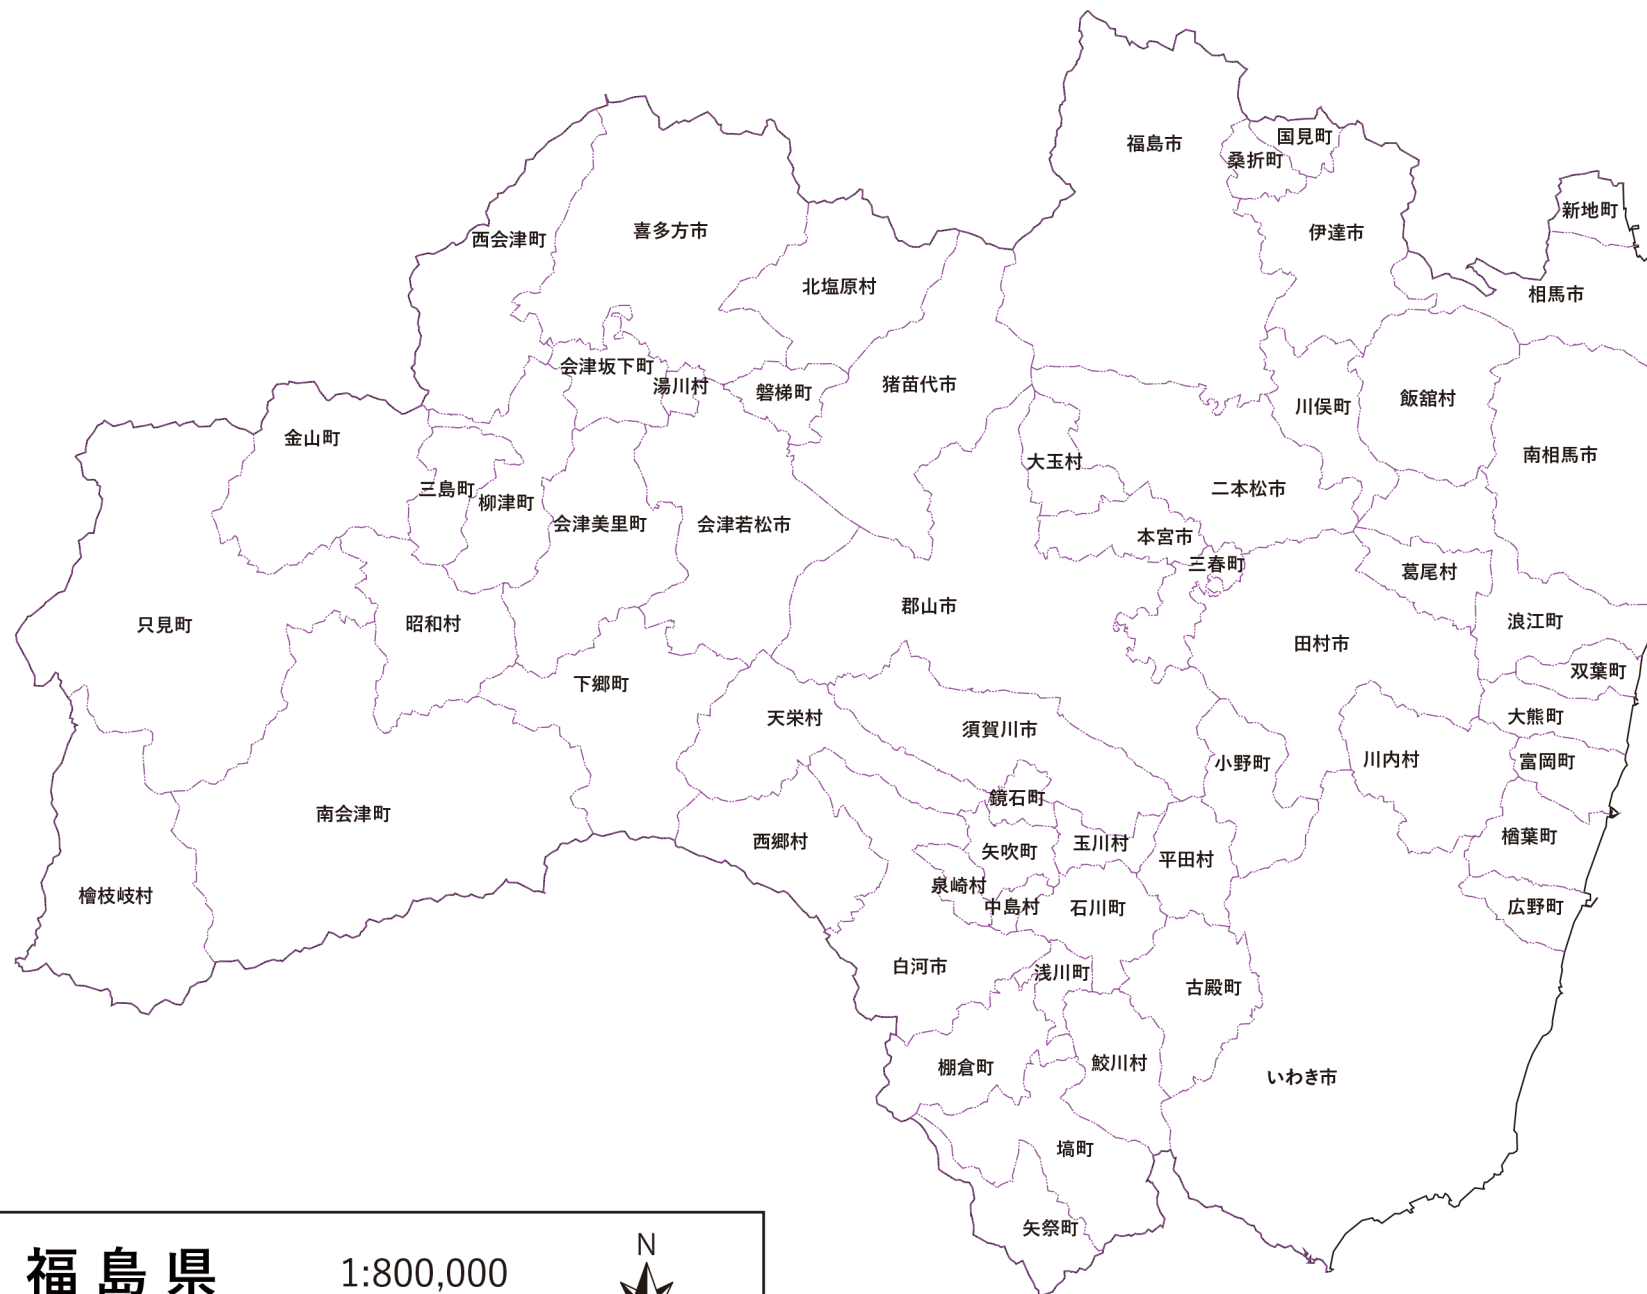 福島市
国見町
桑折町
新地町
伊達市
喜多方市
西会津町
北塩原村
相馬市
会津坂下町
湯川村
磐梯町
猪苗代市
川俣町
飯舘村
金山町
南相馬市
大玉村
三島町
柳津町
二本松市
会津美里町
会津若松市
本宮市
三春町
葛尾村
郡山市
只見町
昭和村
浪江町
田村市
双葉町
下郷町
天栄村
大熊町
須賀川市
小野町
川内村
富岡町
鏡石町
南会津町
西郷村
玉川村
楢葉町
矢吹町
平田村
泉崎村
檜枝岐村
中島村
石川町
広野町
白河市
浅川町
古殿町
棚倉町
鮫川村
いわき市
塙町
矢祭町
福島県
1:800,000
N